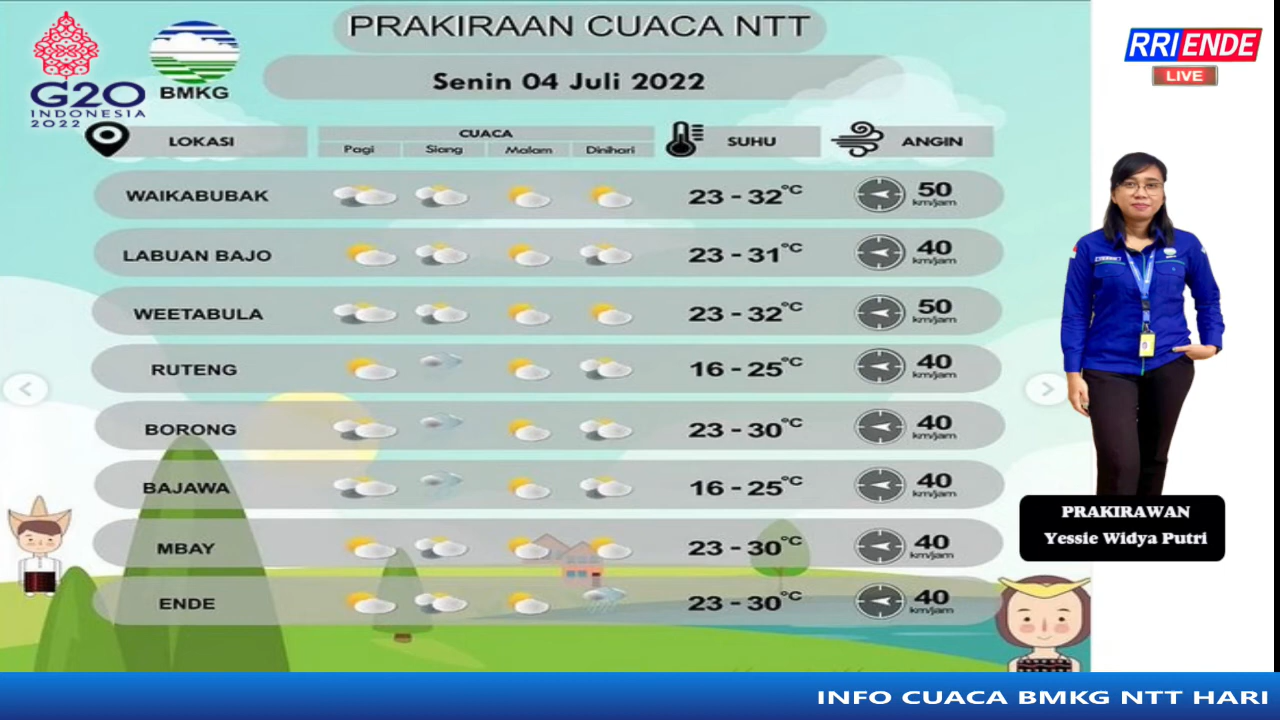 PRAKIRAAN CUACA NTT
Senin 04 Juli 2022
G20
INDONESIA
2022
BMKG
RRI ENDE
LIVE
LOKASI CUACA SUHU ANGIN
Pagi Siang Malam Dinihari
WAIKABUBAK 23 - 32°C 50 km/jam
LABUAN BAJO 23 - 31°C 40 km/jam
WEETABULA 23 - 32°C 50 km/jam
RUTENG 16 - 25°C 40 km/jam
BORONG 23 - 30°C 40 km/jam
BAJAWA 16 - 25°C 40 km/jam
MBAY 23 - 30°C 40 km/jam
ENDE 23 - 30°C 40 km/jam
PRAKIRAWAN
Yessie Widya Putri
INFO CUACA BMKG NTT HARI